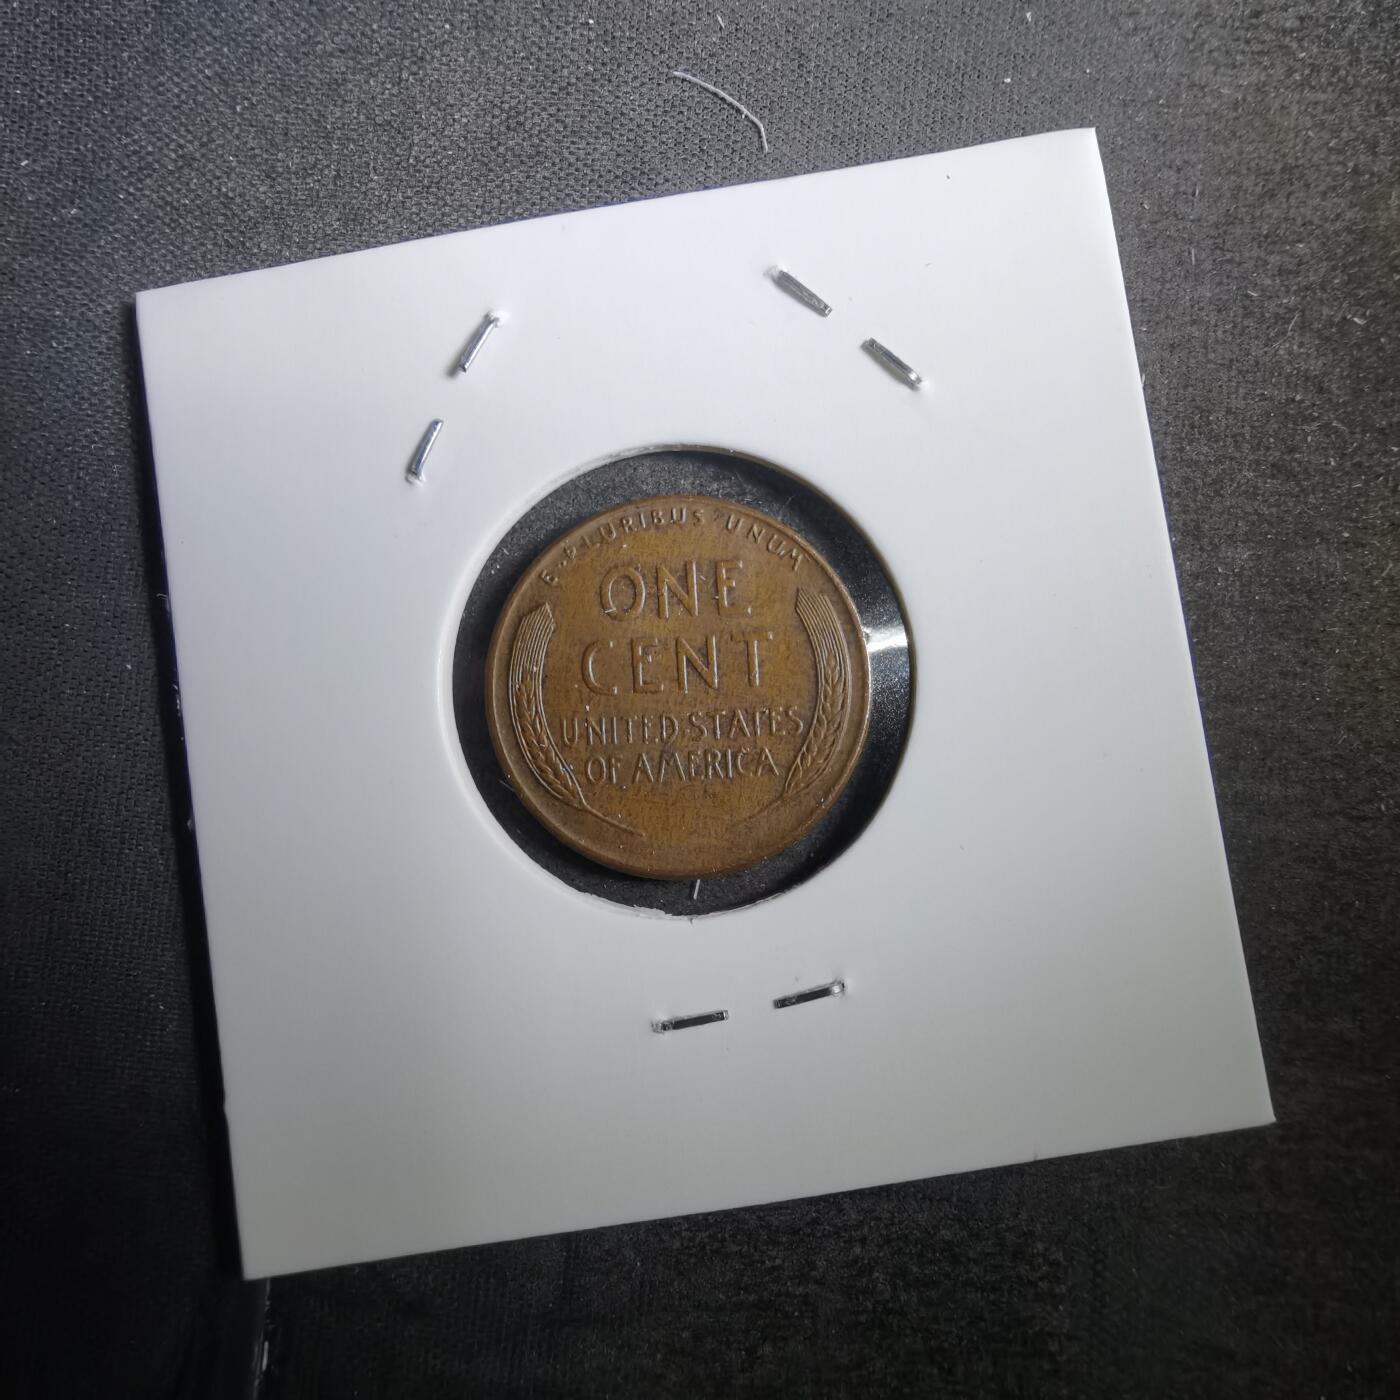 E·PLURIBUS·UNUM
ONE
CENT
UNITED·STATES
OF AMERICA